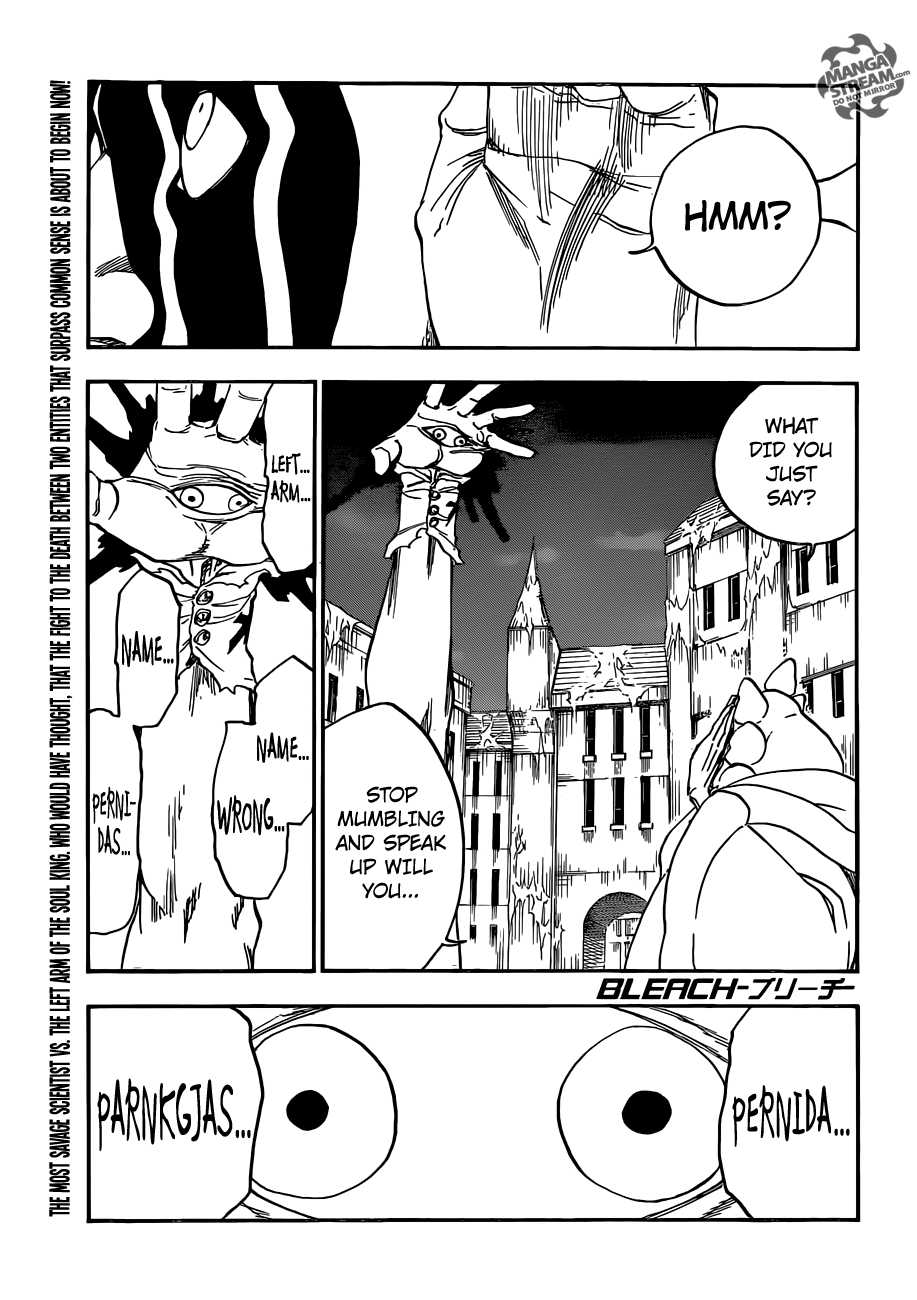 MANGA
STREAM.com
DO NOT MIRROR
THE MOST SAVAGE SCIENTIST VS. THE LEFT ARM OF THE SOUL KING. WHO WOULD HAVE THOUGHT, THAT THE FIGHT TO THE DEATH BETWEEN TWO ENTITIES THAT SURPASS COMMON SENSE IS ABOUT TO BEGIN NOW!
HMM?
WHAT
DID YOU
JUST
SAY?
STOP
MUMBLING
AND SPEAK
UP WILL
YOU...
LEFT...
ARM...
NAME...
NAME...
WRONG...
PERNI-
DAS...
BLEACH-ブリーチ-
PERNIDA...
PARNKGJAS...